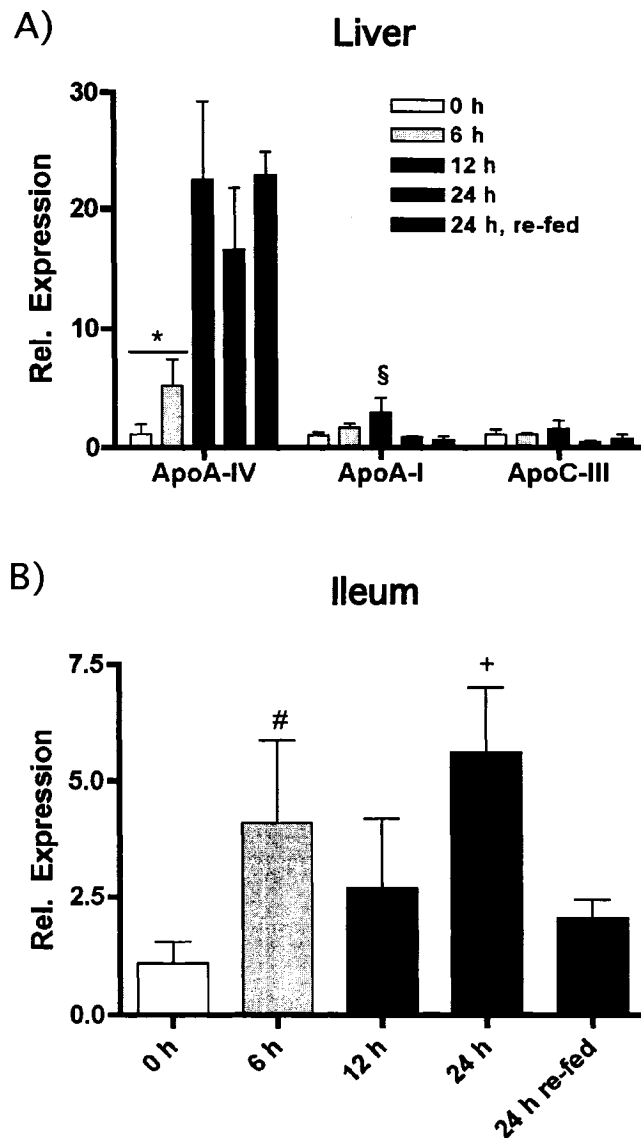 A)
Liver
Rel. Expression
30
20
10
0
0 h
6 h
12 h
24 h
24 h, re-fed
*
§
ApoA-IV
ApoA-I
ApoC-III
B)
Ileum
Rel. Expression
7.5
5.0
2.5
0.0
#
+
0 h
6 h
12 h
24 h
24 h re-fed